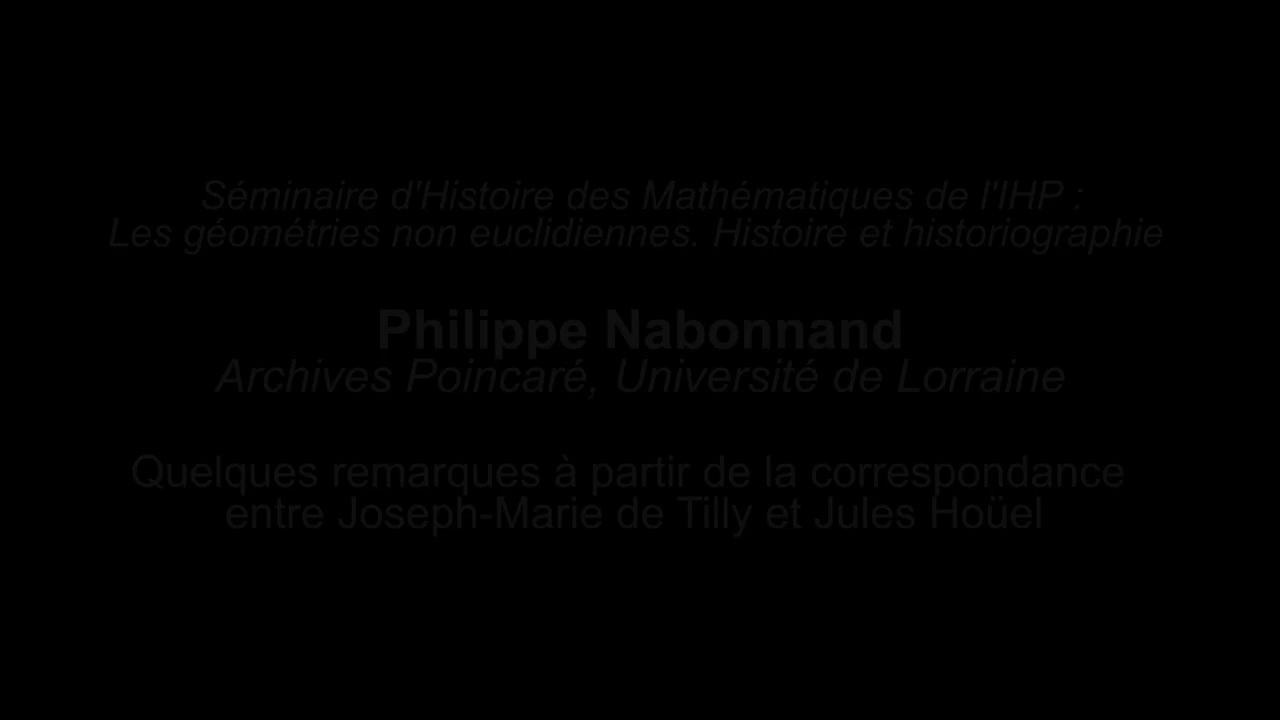 Séminaire d'Histoire des Mathématiques de l'IHP :
Les géométries non euclidiennes. Histoire et historiographie
Philippe Nabonnand
Archives Poincaré, Université de Lorraine
Quelques remarques à partir de la correspondance
entre Joseph-Marie de Tilly et Jules Hoüel